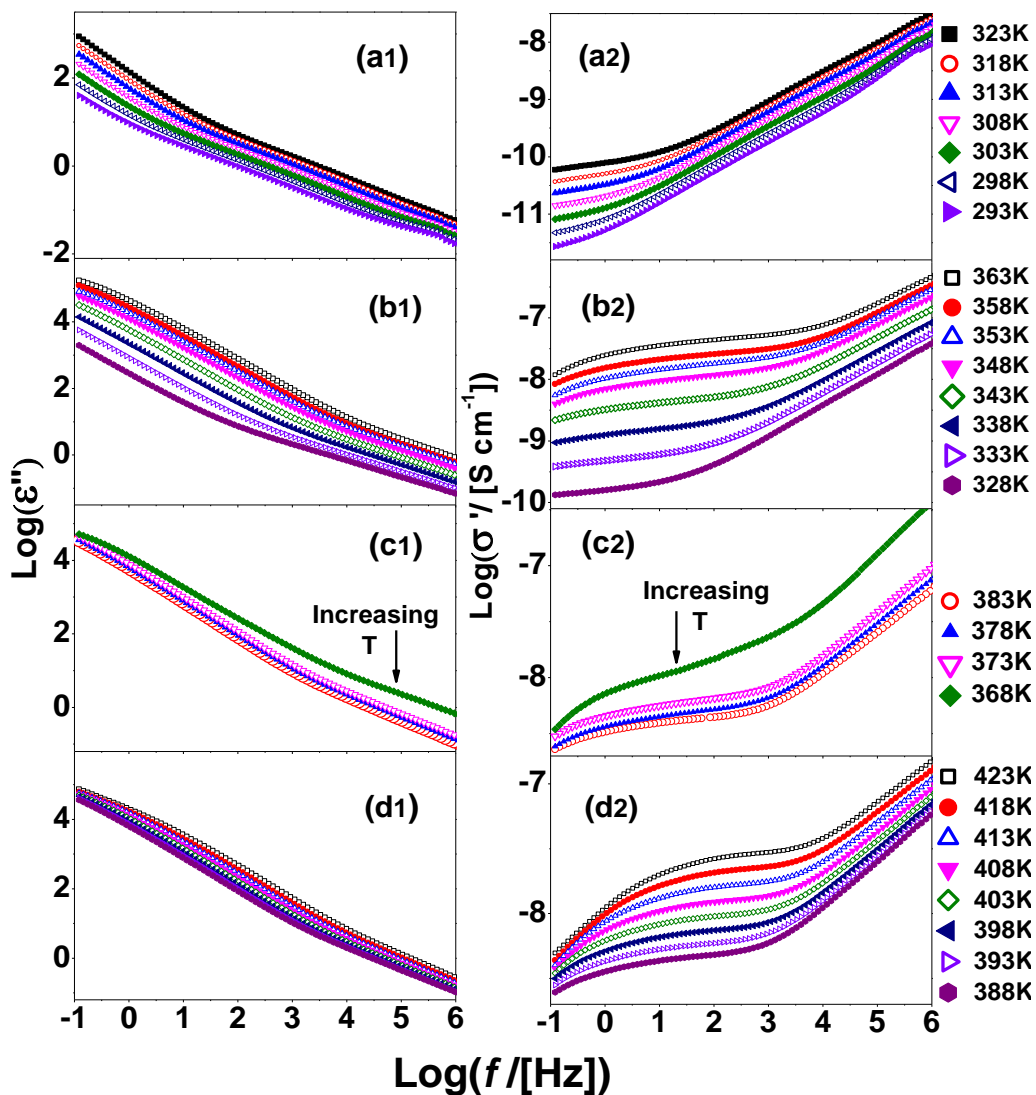 (a1)
2
0
-2
(a2)
-8
-9
-10
-11
323K
318K
313K
308K
303K
298K
293K
(b1)
4
2
0
(b2)
-7
-8
-9
-10
363K
358K
353K
348K
343K
338K
333K
328K
Log(ε")
Log(σ'/ [S cm-1])
(c1)
4
2
0
Increasing
T
(c2)
-7
-8
Increasing
T
383K
378K
373K
368K
(d1)
4
2
0
(d2)
-7
-8
423K
418K
413K
408K
403K
398K
393K
388K
-1 0 1 2 3 4 5 6
-1 0 1 2 3 4 5 6
Log(f /[Hz])